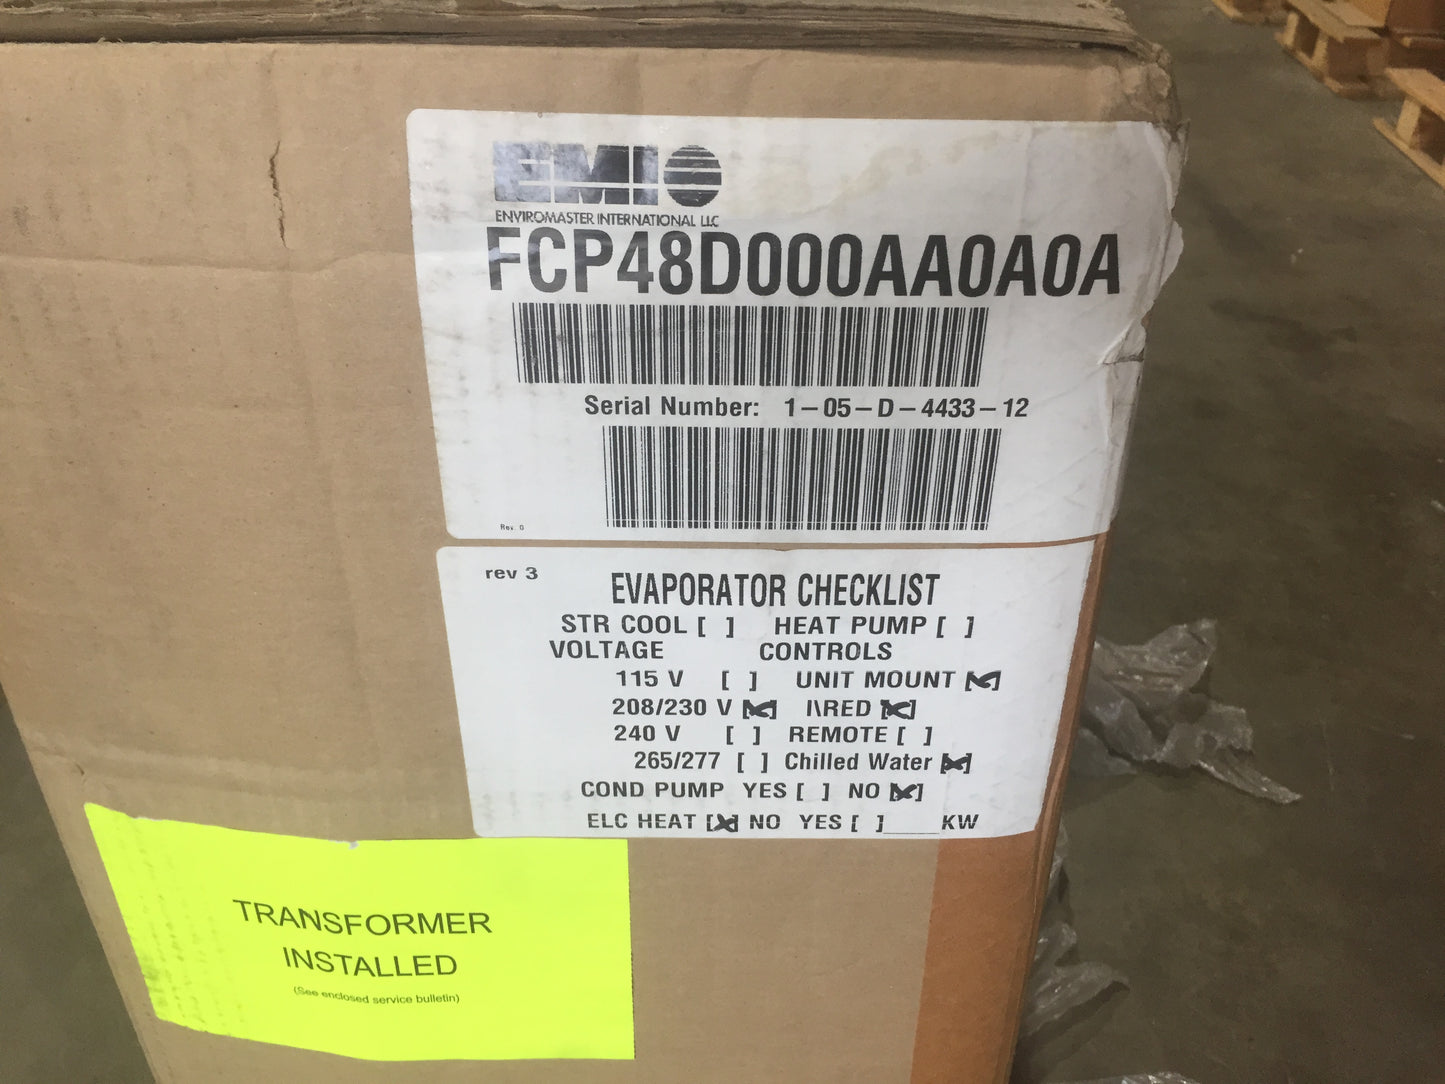 EMI
ENVIROMASTER INTERNATIONAL LLC
FCP48D000AA0A0A
Serial Number: 1-05-D-4433-12
Rev. G
rev 3
EVAPORATOR CHECKLIST
STR COOL [ ] HEAT PUMP [ ]
VOLTAGE CONTROLS
115 V [ ] UNIT MOUNT [X]
208/230 V [X] I\RED [X]
240 V [ ] REMOTE [ ]
265/277 [ ] Chilled Water [X]
COND PUMP YES [ ] NO [X]
ELC HEAT [X] NO YES [ ]____KW
TRANSFORMER
INSTALLED
(See enclosed service bulletin)